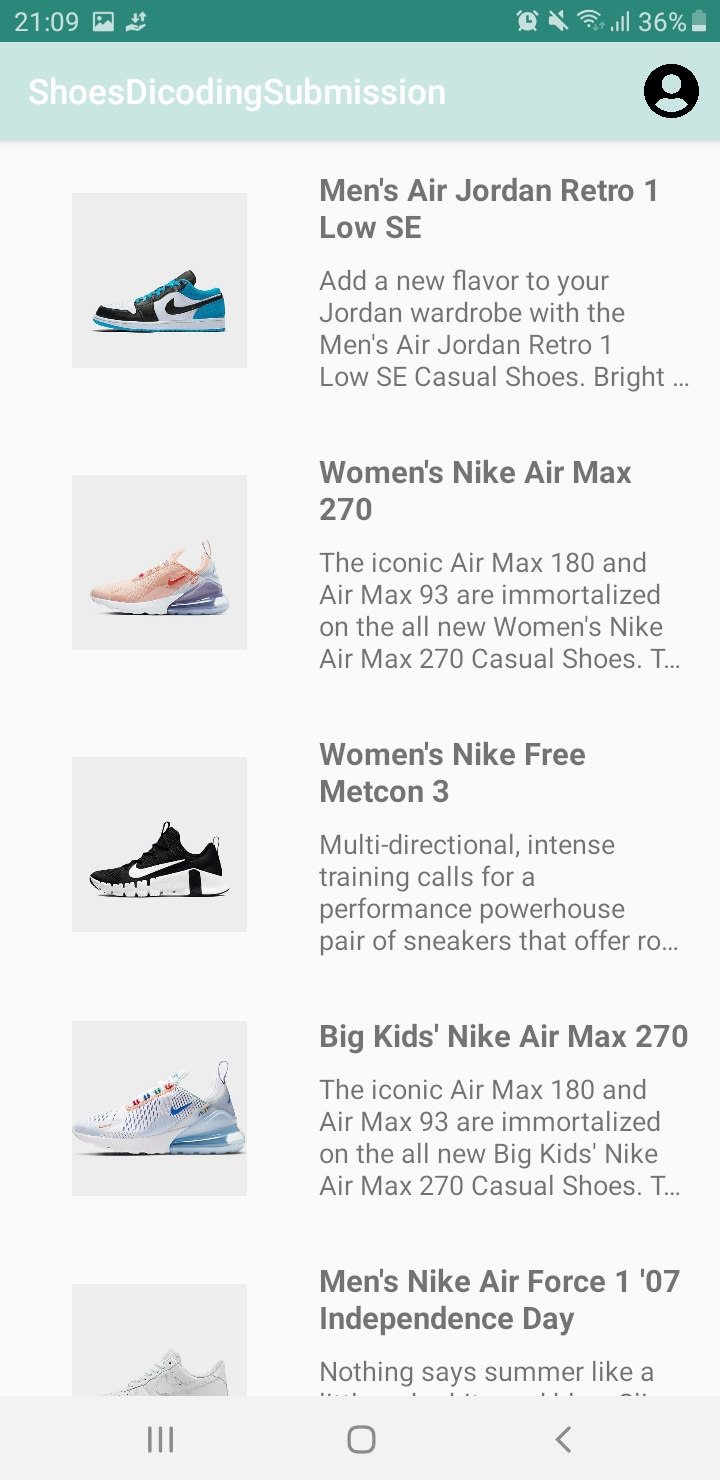 21:09
36%
ShoesDicodingSubmission
Men's Air Jordan Retro 1
Low SE
Add a new flavor to your
Jordan wardrobe with the
Men's Air Jordan Retro 1
Low SE Casual Shoes. Bright ...
Women's Nike Air Max
270
The iconic Air Max 180 and
Air Max 93 are immortalized
on the all new Women's Nike
Air Max 270 Casual Shoes. T...
Women's Nike Free
Metcon 3
Multi-directional, intense
training calls for a
performance powerhouse
pair of sneakers that offer ro...
Big Kids' Nike Air Max 270
The iconic Air Max 180 and
Air Max 93 are immortalized
on the all new Big Kids' Nike
Air Max 270 Casual Shoes. T...
Men's Nike Air Force 1 '07
Independence Day
Nothing says summer like a